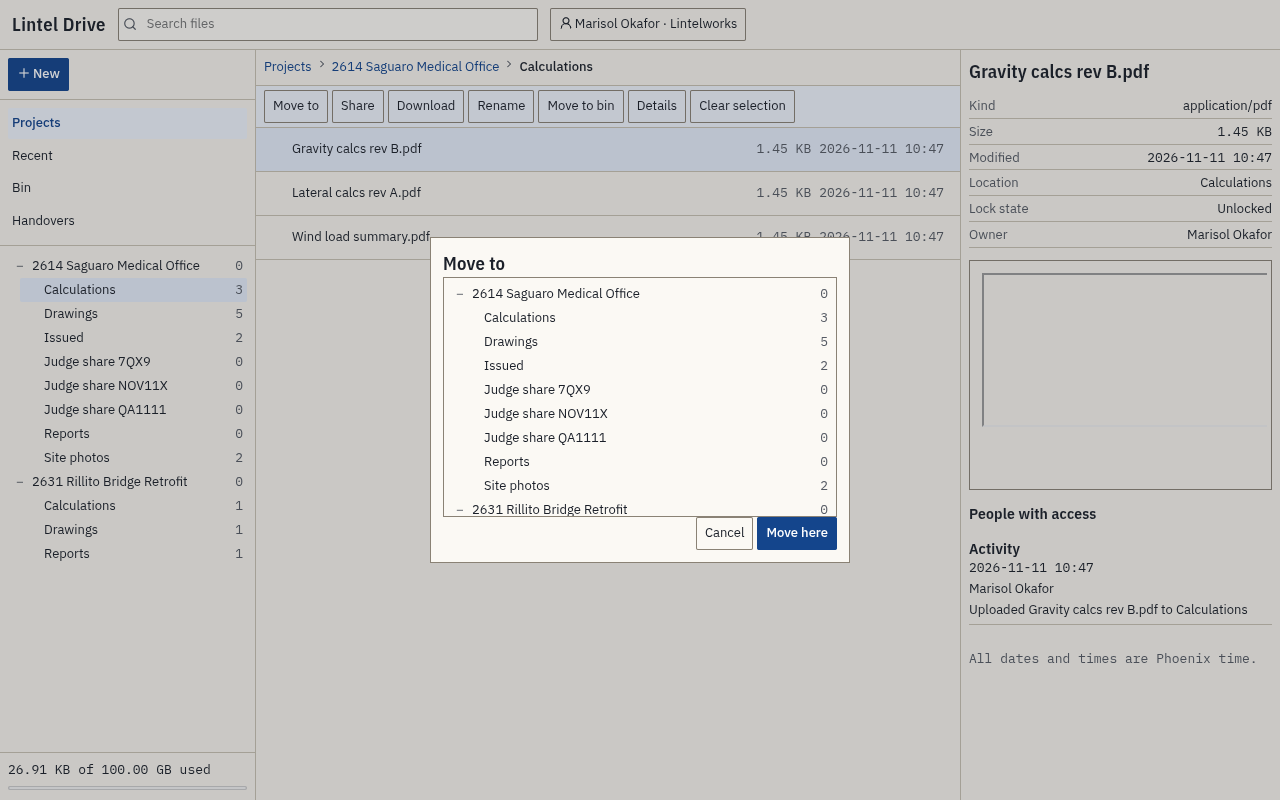 Lintel Drive
Search files
Marisol Okafor · Lintelworks
New
Projects
Recent
Bin
Handovers
– 2614 Saguaro Medical Office 0
Calculations 3
Drawings 5
Issued 2
Judge share 7QX9 0
Judge share NOV11X 0
Judge share QA1111 0
Reports 0
Site photos 2
– 2631 Rillito Bridge Retrofit 0
Calculations 1
Drawings 1
Reports 1
26.91 KB of 100.00 GB used
Projects > 2614 Saguaro Medical Office > Calculations
Move to Share Download Rename Move to bin Details Clear selection
Gravity calcs rev B.pdf 1.45 KB 2026-11-11 10:47
Lateral calcs rev A.pdf 1.45 KB 2026-11-11 10:47
Wind load summary.pdf 1.45 KB 2026-11-11 10:47
Move to
– 2614 Saguaro Medical Office 0
Calculations 3
Drawings 5
Issued 2
Judge share 7QX9 0
Judge share NOV11X 0
Judge share QA1111 0
Reports 0
Site photos 2
– 2631 Rillito Bridge Retrofit 0
Cancel Move here
Gravity calcs rev B.pdf
Kind application/pdf
Size 1.45 KB
Modified 2026-11-11 10:47
Location Calculations
Lock state Unlocked
Owner Marisol Okafor
People with access
Activity
2026-11-11 10:47
Marisol Okafor
Uploaded Gravity calcs rev B.pdf to Calculations
All dates and times are Phoenix time.